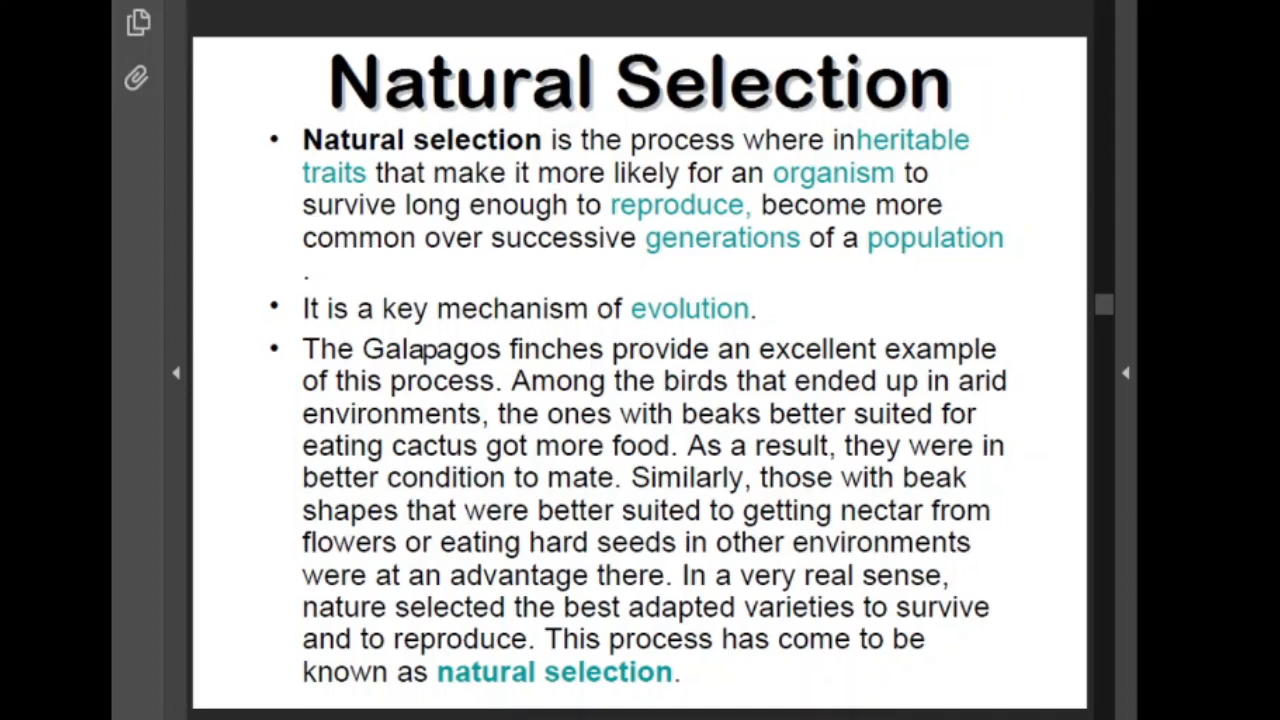 Natural Selection
• Natural selection is the process where inheritable
traits that make it more likely for an organism to
survive long enough to reproduce, become more
common over successive generations of a population
.
• It is a key mechanism of evolution.
• The Galapagos finches provide an excellent example
of this process. Among the birds that ended up in arid
environments, the ones with beaks better suited for
eating cactus got more food. As a result, they were in
better condition to mate. Similarly, those with beak
shapes that were better suited to getting nectar from
flowers or eating hard seeds in other environments
were at an advantage there. In a very real sense,
nature selected the best adapted varieties to survive
and to reproduce. This process has come to be
known as natural selection.